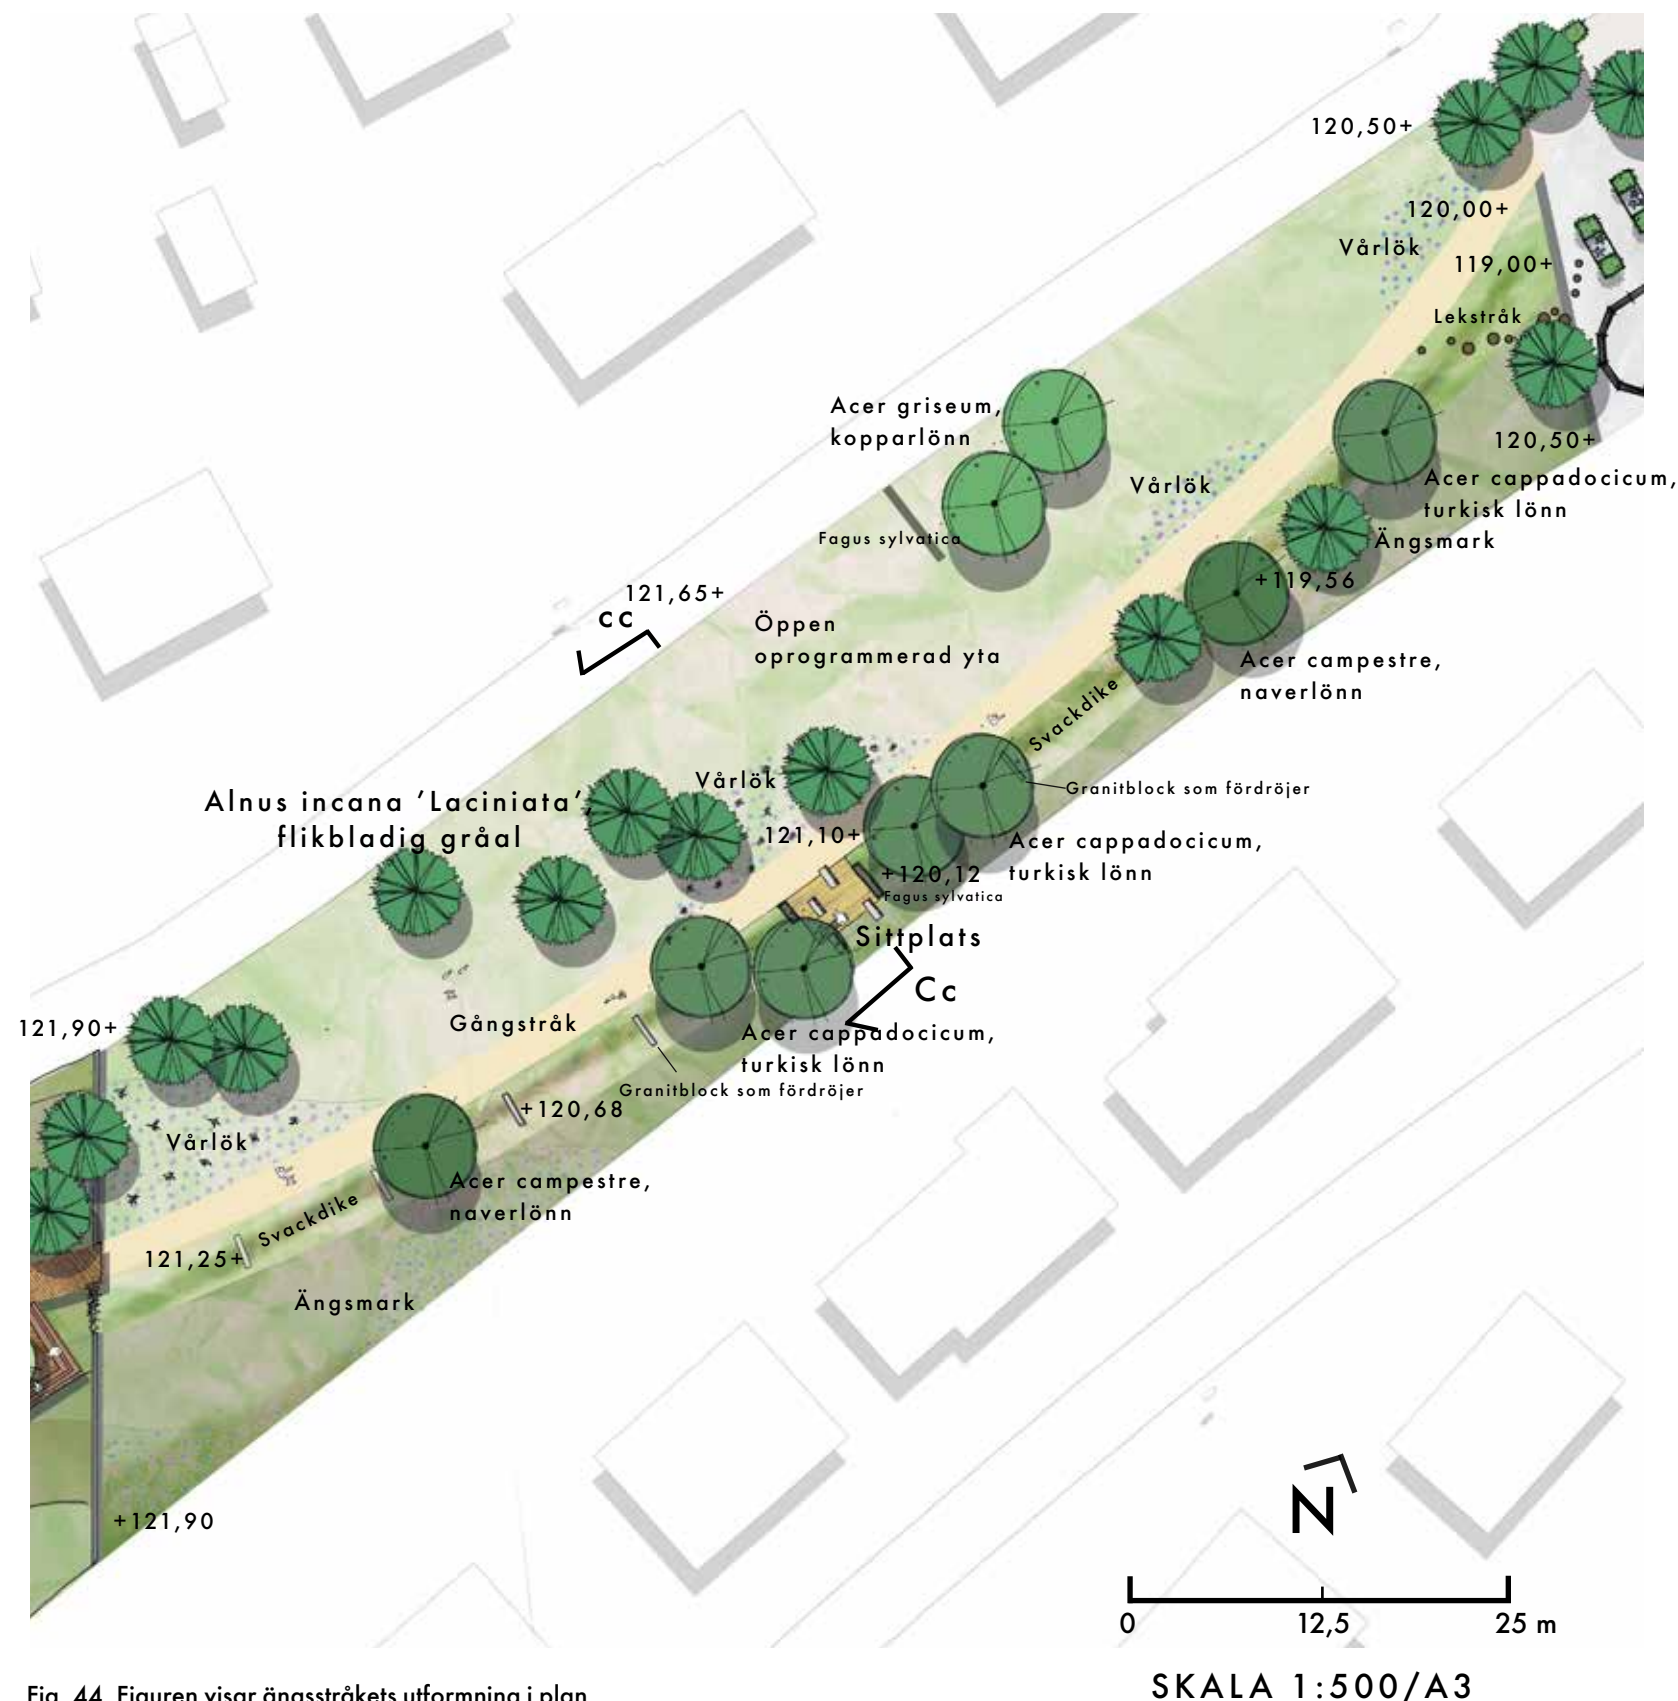 120,50+
120,00+
Vårlök
119,00+
Lekstråk
Acer griseum,
kopparlönn
120,50+
Vårlök
Acer cappadocicum,
turkisk lönn
Fagus sylvatica
Ängsmark
+119,56
121,65+
cc
Öppen
oprogrammerad yta
Acer campestre,
naverlönn
Svackdike
Vårlök
Granitblock som fördröjer
Alnus incana ’Laciniata’,
flikbladig gråal
121,10+
Acer cappadocicum,
turkisk lönn
+120,12
Fagus sylvatica
Sittplats
Cc
121,90+
Gångstråk
Acer cappadocicum,
turkisk lönn
Granitblock som fördröjer
+120,68
Vårlök
Acer campestre,
naverlönn
Svackdike
121,25+
Ängsmark
+121,90
N
0 12,5 25 m
SKALA 1:500/A3
Fig. 44. Figuren visar ängsstråkets utformning i plan